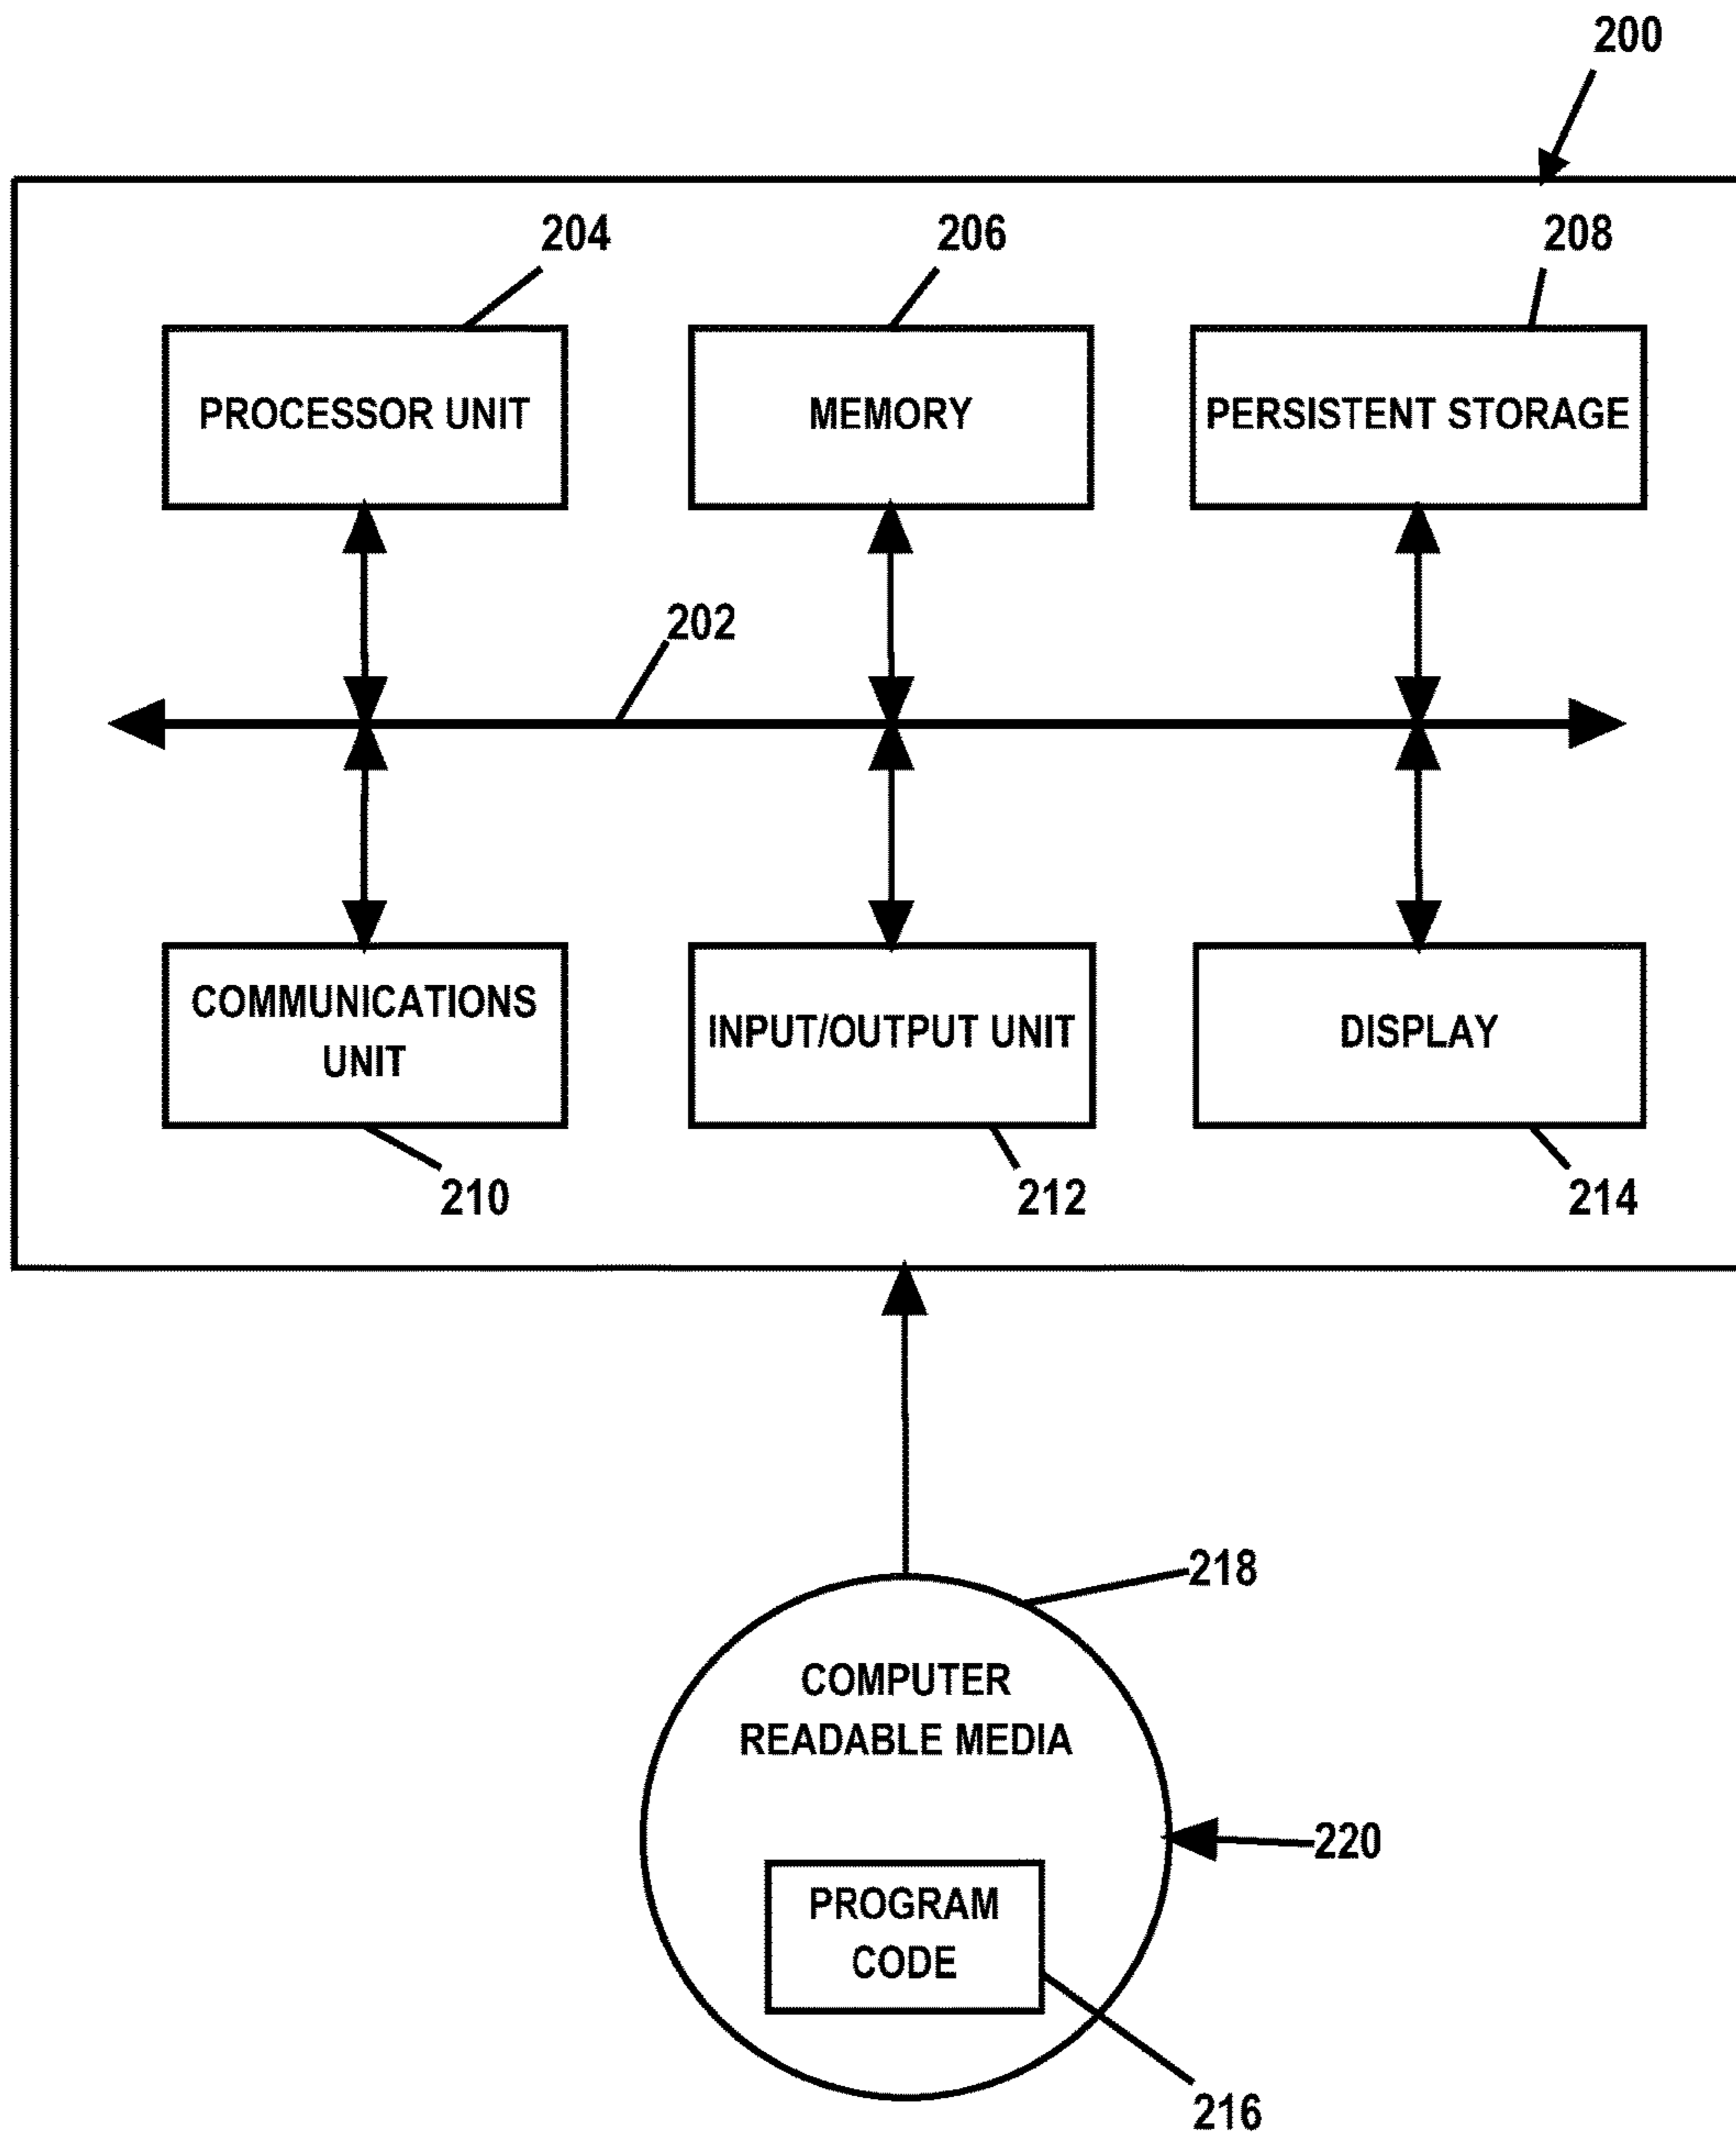 200
204
206
208
PROCESSOR UNIT
MEMORY
PERSISTENT STORAGE
202
COMMUNICATIONS
UNIT
INPUT/OUTPUT UNIT
DISPLAY
210
212
214
218
COMPUTER
READABLE MEDIA
220
PROGRAM
CODE
216